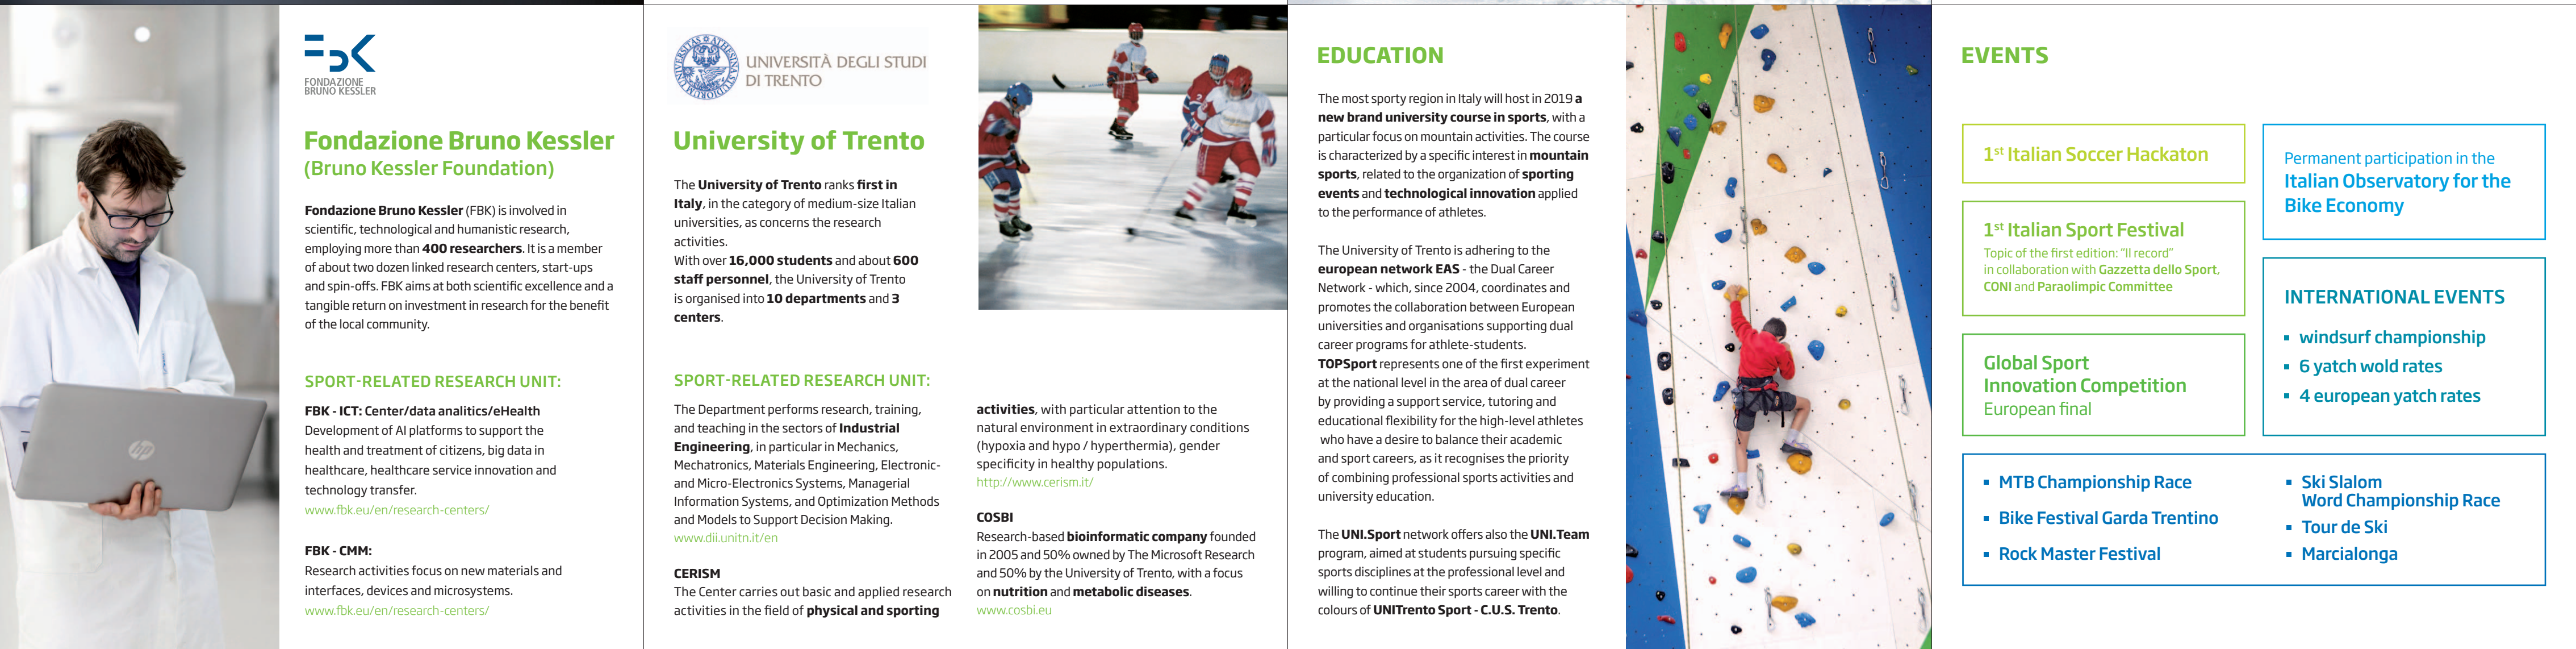 FBK
FONDAZIONE
BRUNO KESSLER
Fondazione Bruno Kessler
(Bruno Kessler Foundation)
Fondazione Bruno Kessler (FBK) is involved in
scientific, technological and humanistic research,
employing more than 400 researchers. It is a member
of about two dozen linked research centers, start-ups
and spin-offs. FBK aims at both scientific excellence and a
tangible return on investment in research for the benefit
of the local community.
SPORT-RELATED RESEARCH UNIT:
FBK - ICT: Center/data analitics/eHealth
Development of AI platforms to support the
health and treatment of citizens, big data in
healthcare, healthcare service innovation and
technology transfer.
www.fbk.eu/en/research-centers/
FBK - CMM:
Research activities focus on new materials and
interfaces, devices and microsystems.
www.fbk.eu/en/research-centers/
hp
UNIVERSITÀ DEGLI STUDI
DI TRENTO
University of Trento
The University of Trento ranks first in
Italy, in the category of medium-size Italian
universities, as concerns the research
activities.
With over 16,000 students and about 600
staff personnel, the University of Trento
is organised into 10 departments and 3
centers.
SPORT-RELATED RESEARCH UNIT:
The Department performs research, training,
and teaching in the sectors of Industrial
Engineering, in particular in Mechanics,
Mechatronics, Materials Engineering, Electronic-
and Micro-Electronics Systems, Managerial
Information Systems, and Optimization Methods
and Models to Support Decision Making.
www.dii.unitn.it/en
CERISM
The Center carries out basic and applied research
activities in the field of physical and sporting
activities, with particular attention to the
natural environment in extraordinary conditions
(hypoxia and hypo / hyperthermia), gender
specificity in healthy populations.
http://www.cerism.it/
COSBI
Research-based bioinformatic company founded
in 2005 and 50% owned by The Microsoft Research
and 50% by the University of Trento, with a focus
on nutrition and metabolic diseases.
www.cosbi.eu
EDUCATION
The most sporty region in Italy will host in 2019 a
new brand university course in sports, with a
particular focus on mountain activities. The course
is characterized by a specific interest in mountain
sports, related to the organization of sporting
events and technological innovation applied
to the performance of athletes.
The University of Trento is adhering to the
european network EAS - the Dual Career
Network - which, since 2004, coordinates and
promotes the collaboration between European
universities and organisations supporting dual
career programs for athlete-students.
TOPSport represents one of the first experiment
at the national level in the area of dual career
by providing a support service, tutoring and
educational flexibility for the high-level athletes
who have a desire to balance their academic
and sport careers, as it recognises the priority
of combining professional sports activities and
university education.
The UNI.Sport network offers also the UNI.Team
program, aimed at students pursuing specific
sports disciplines at the professional level and
willing to continue their sports career with the
colours of UNITrento Sport - C.U.S. Trento.
EVENTS
1st Italian Soccer Hackaton
1st Italian Sport Festival
Topic of the first edition: "Il record"
in collaboration with Gazzetta dello Sport,
CONI and Paraolimpic Committee
Global Sport
Innovation Competition
European final
Permanent participation in the
Italian Observatory for the
Bike Economy
INTERNATIONAL EVENTS
▪ windsurf championship
▪ 6 yatch wold rates
▪ 4 european yatch rates
▪ MTB Championship Race
▪ Bike Festival Garda Trentino
▪ Rock Master Festival
▪ Ski Slalom
Word Championship Race
▪ Tour de Ski
▪ Marcialonga